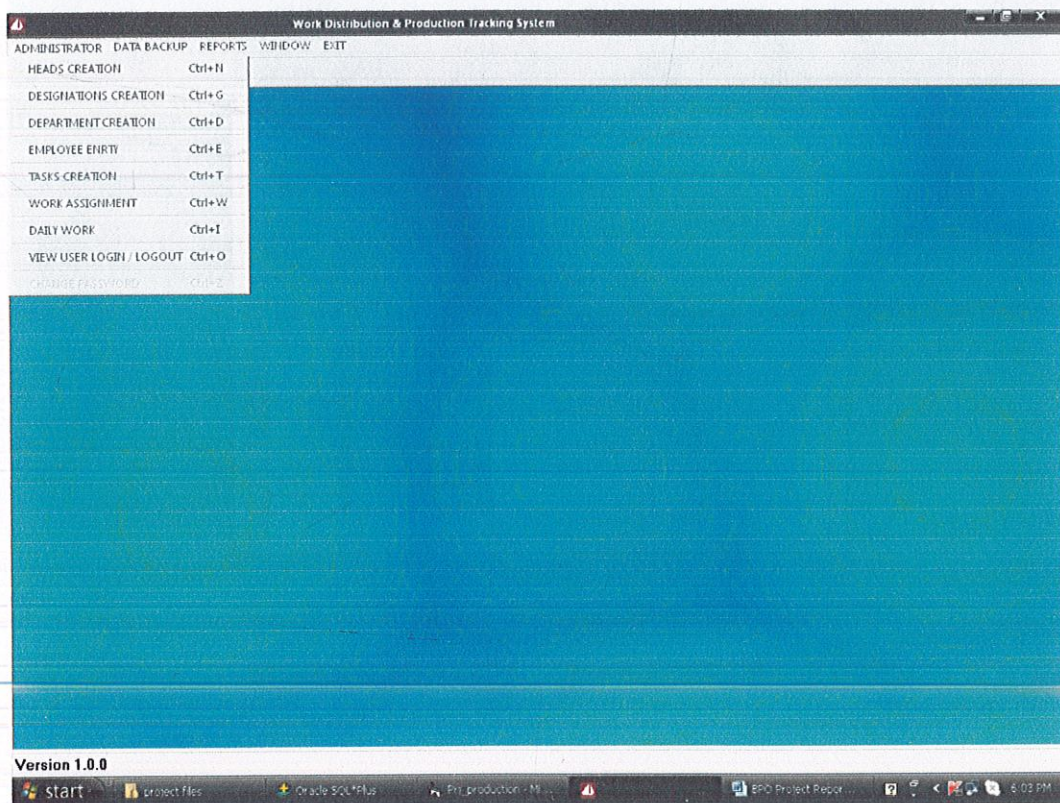 Work Distribution & Production Tracking System
ADMINISTRATOR DATA BACKUP REPORTS WINDOW EXIT
HEADS CREATION Ctrl+N
DESIGNATIONS CREATION Ctrl+G
DEPARTMENT CREATION Ctrl+D
EMPLOYEE ENRTY Ctrl+E
TASKS CREATION Ctrl+T
WORK ASSIGNMENT Ctrl+W
DAILY WORK Ctrl+I
VIEW USER LOGIN / LOGOUT Ctrl+O
CHANGE PASSWORD Ctrl+Z
Version 1.0.0
start project files Oracle SQL*Plus Prj_production - Mi... BPO Project Repor... 6:03 PM